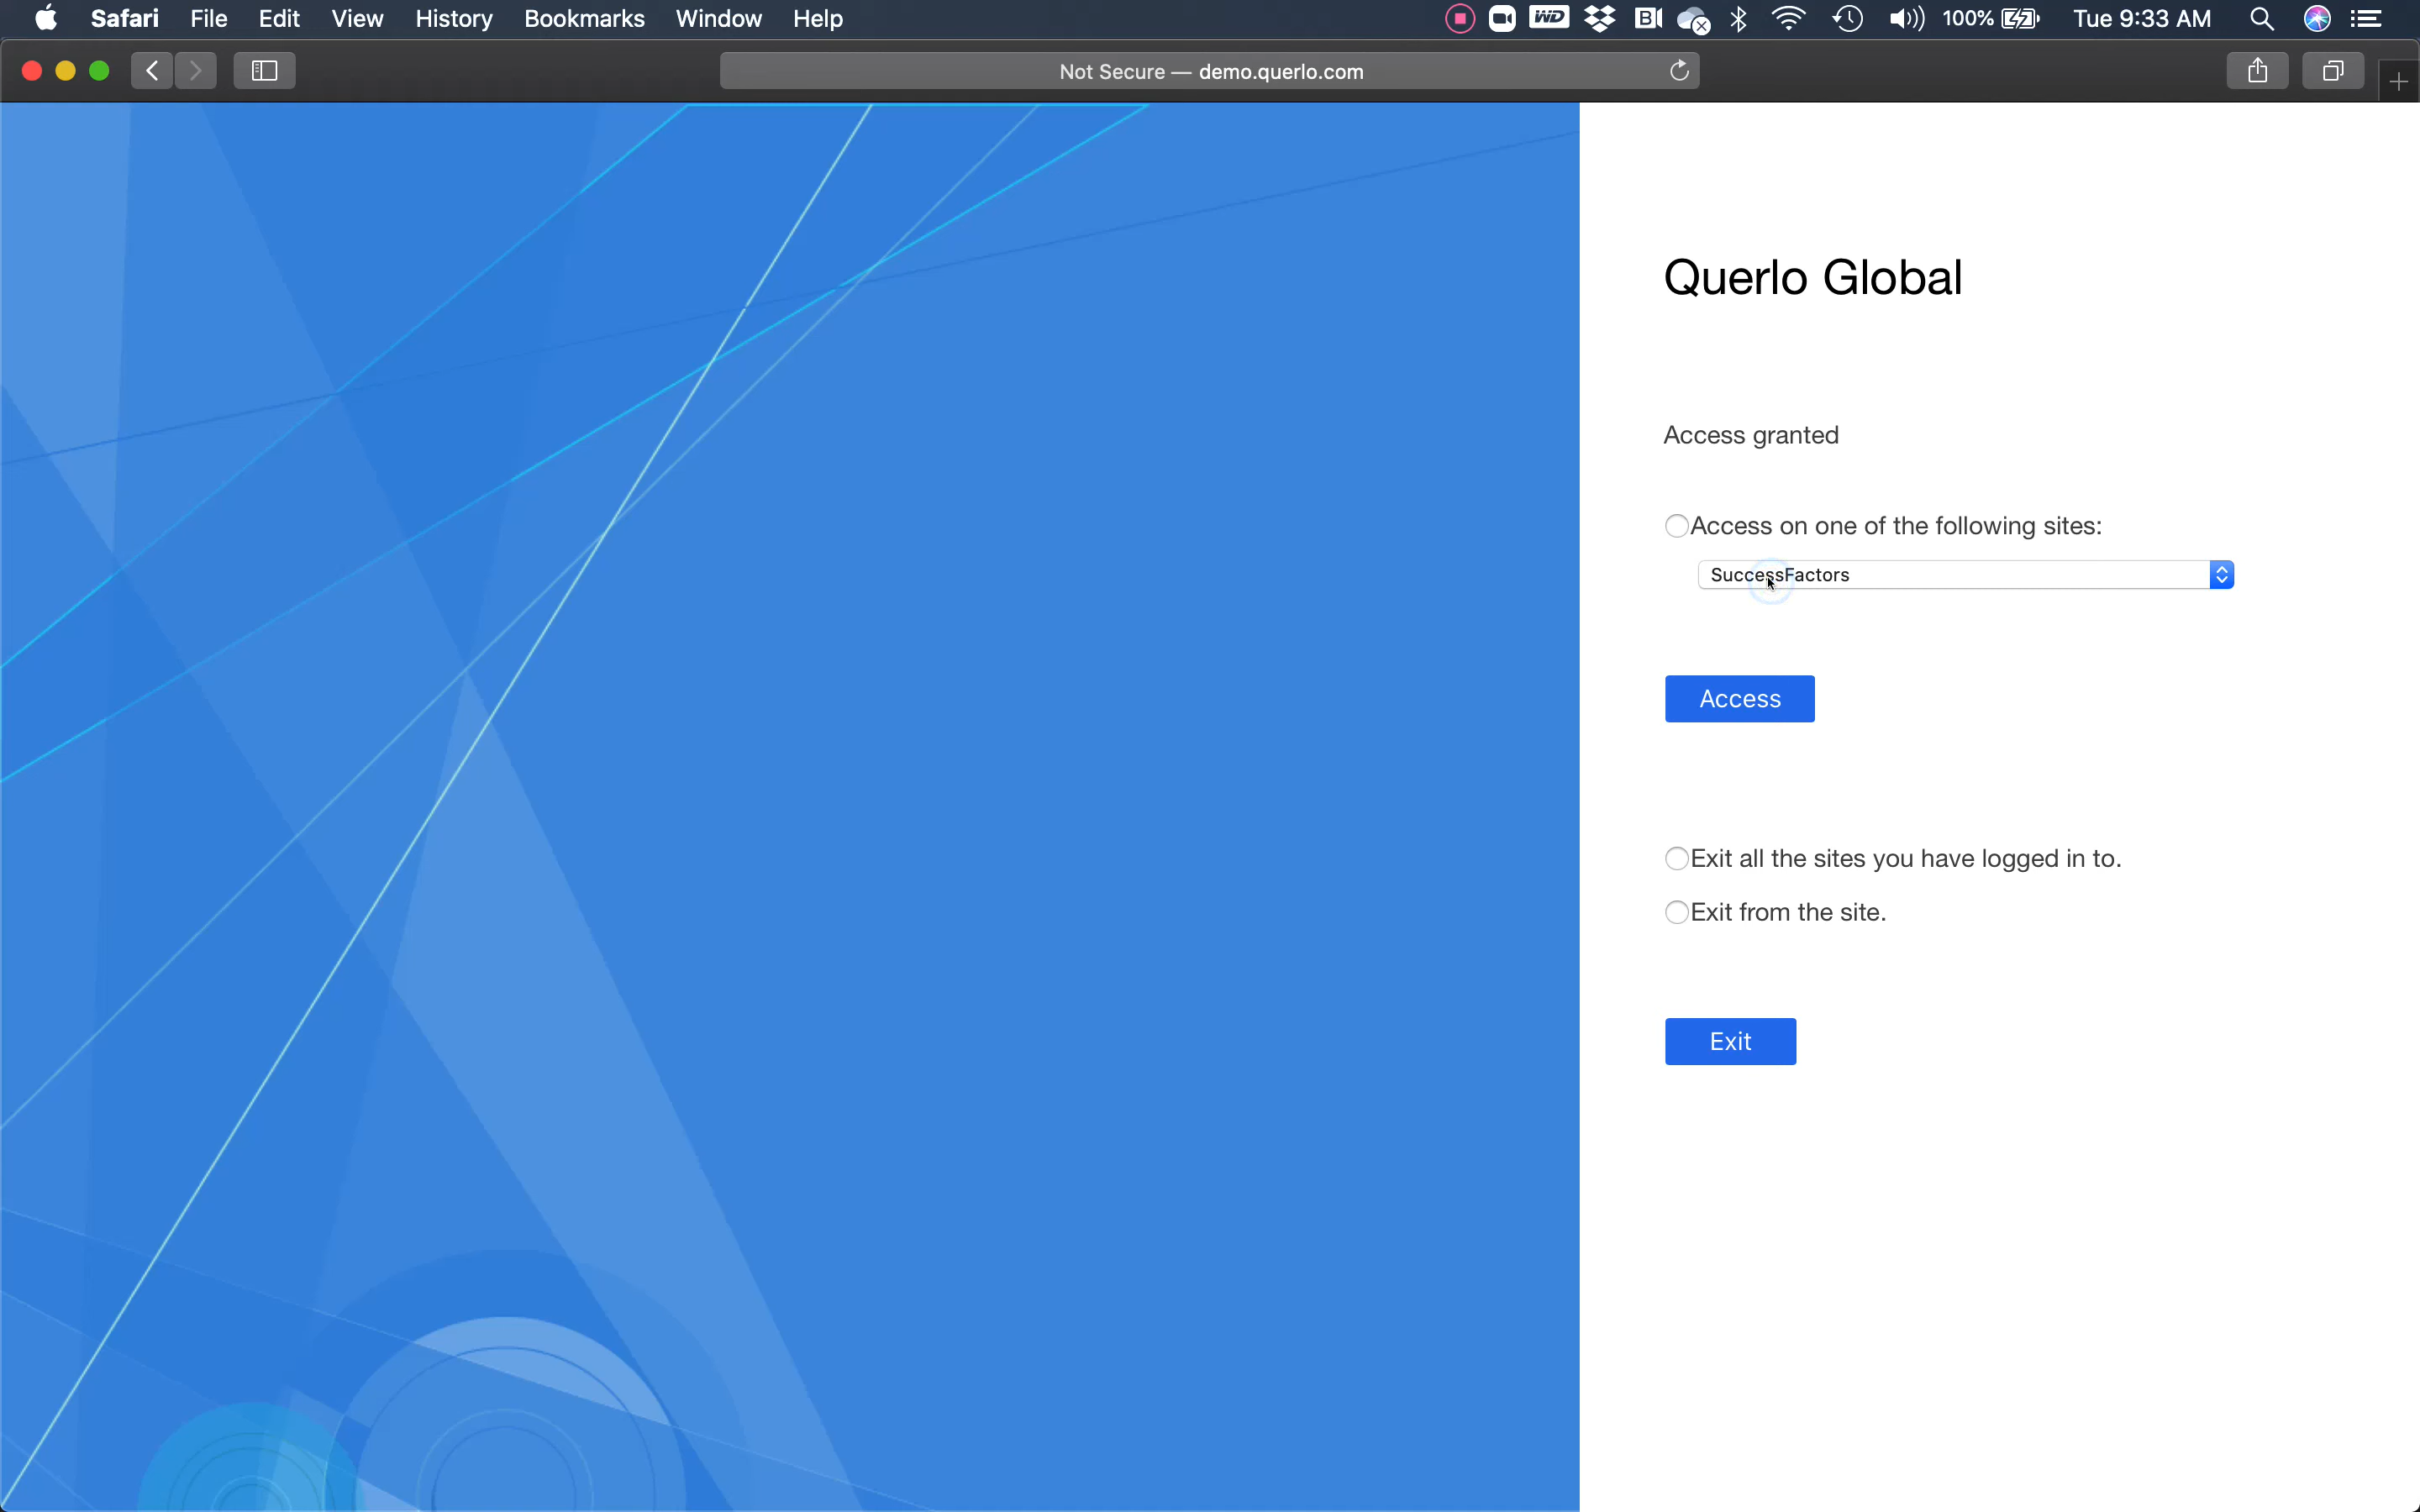 Safari File Edit View History Bookmarks Window Help WD 100% Tue 9:33 AM
Not Secure — demo.querlo.com
Querlo Global
Access granted
Access on one of the following sites:
SuccessFactors
Access
Exit all the sites you have logged in to.
Exit from the site.
Exit